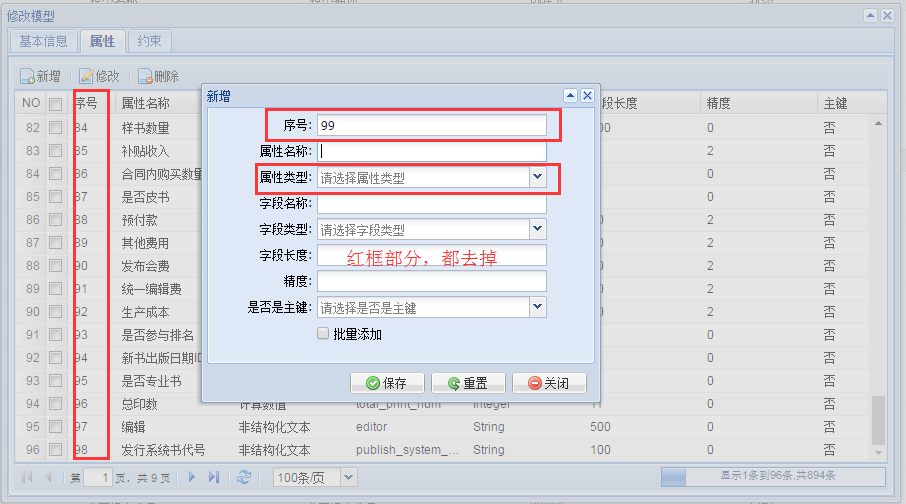 修改模型
基本信息 属性 约束
新增 修改 删除
NO 序号 属性名称 段长度 精度 主键
82 84 样书数量 00 0 否
83 85 补贴收入 2 否
84 86 合同内购买数量 0 否
85 87 是否皮书 0 否
86 88 预付款 2 否
87 89 其他费用 2 否
88 90 发布会费 2 否
89 91 统一编辑费 2 否
90 92 生产成本 2 否
91 93 是否参与排名 0 否
92 94 新书出版日期ID 0 否
93 95 是否专业书 0 否
94 96 总印数 计算数值 total_print_num Integer 11 0 否
95 97 编辑 非结构化文本 editor String 500 0 否
96 98 发行系统书代号 非结构化文本 publish_system_... String 100 0 否
第 1 页，共 9 页 100条/页 显示1条到96条,共894条
新增
序号: 99
属性名称:
属性类型: 请选择属性类型
字段名称:
字段类型: 请选择字段类型
字段长度: 红框部分，都去掉
精度:
是否是主键: 请选择是否是主键
批量添加
保存 重置 关闭